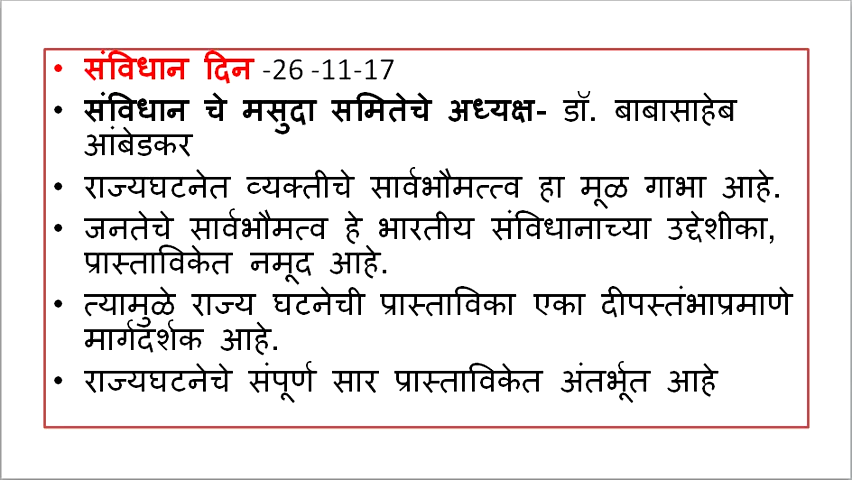 • संविधान दिन -26 -11-17
• संविधान चे मसुदा समितेचे अध्यक्ष- डॉ. बाबासाहेब
आंबेडकर
• राज्यघटनेत व्यक्तीचे सार्वभौमत्त्व हा मूळ गाभा आहे.
• जनतेचे सार्वभौमत्व हे भारतीय संविधानाच्या उद्देशीका,
प्रास्ताविकेत नमूद आहे.
• त्यामुळे राज्य घटनेची प्रास्ताविका एका दीपस्तंभाप्रमाणे
मार्गदर्शक आहे.
• राज्यघटनेचे संपूर्ण सार प्रास्ताविकेत अंतर्भूत आहे